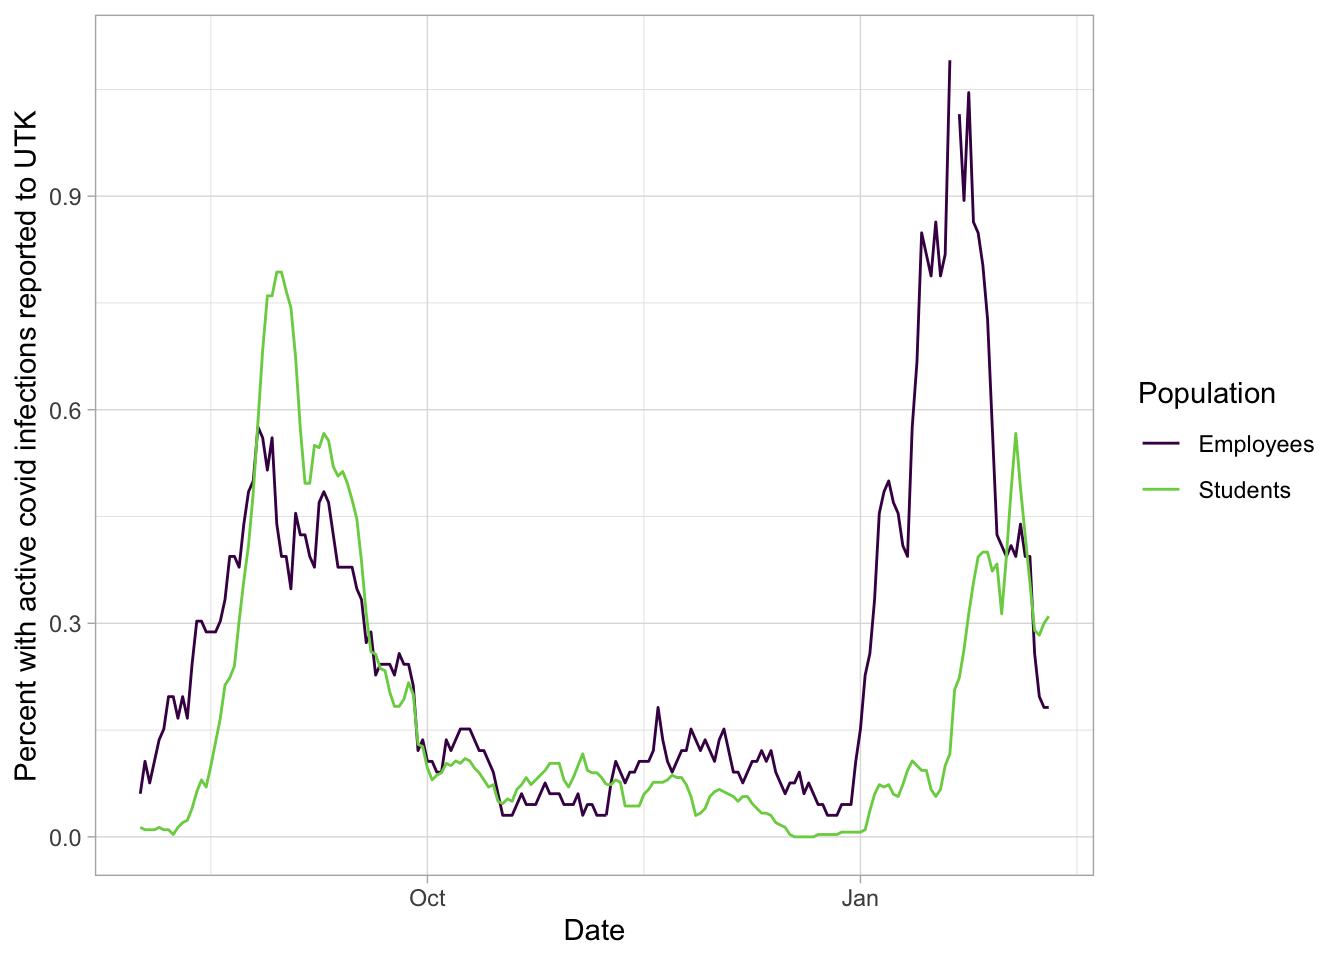 Percent with active covid infections reported to UTK
0.9
0.6
0.3
0.0
Oct
Jan
Date
Population
Employees
Students